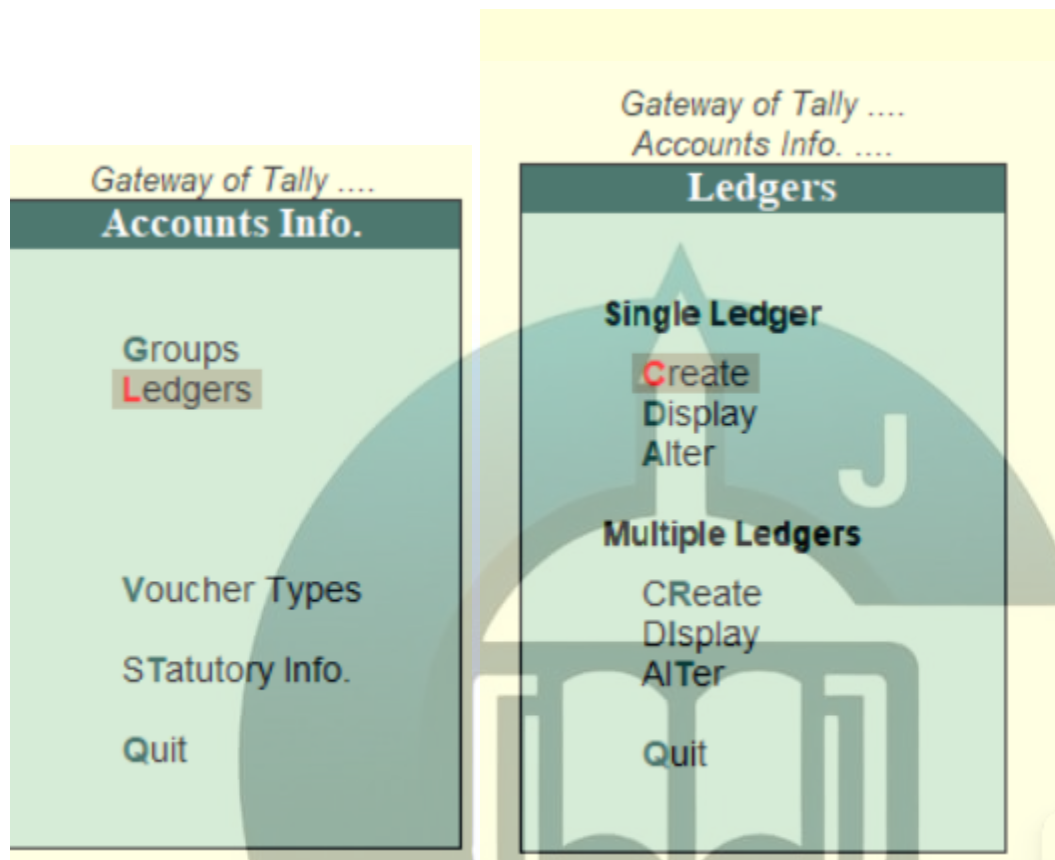 Gateway of Tally ....
Accounts Info.
Groups
Ledgers
Voucher Types
STatutory Info.
Quit
Gateway of Tally ....
Accounts Info. ....
Ledgers
Single Ledger
Create
Display
Alter
Multiple Ledgers
CReate
DIsplay
AlTer
Quit
J